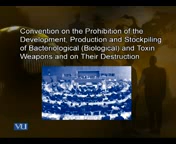 Convention on the Prohibition of the
Development, Production and Stockpiling
of Bacteriological (Biological) and Toxin
Weapons and on Their Destruction
VU